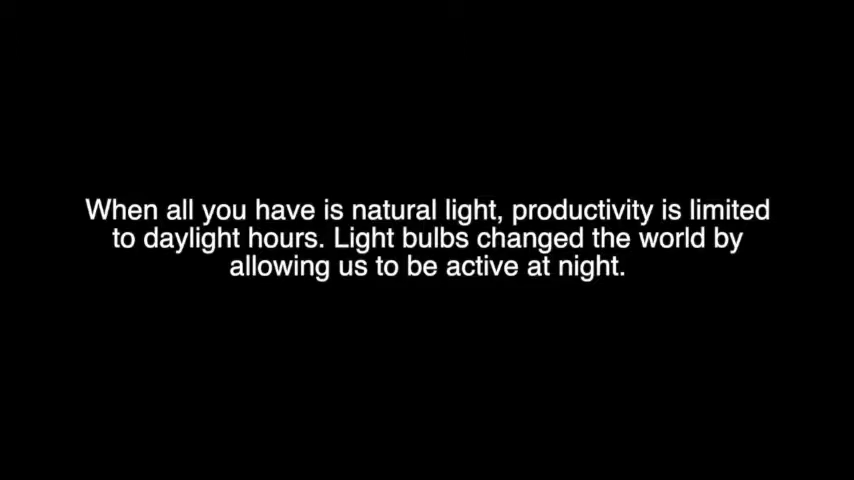 When all you have is natural light, productivity is limited
to daylight hours. Light bulbs changed the world by
allowing us to be active at night.